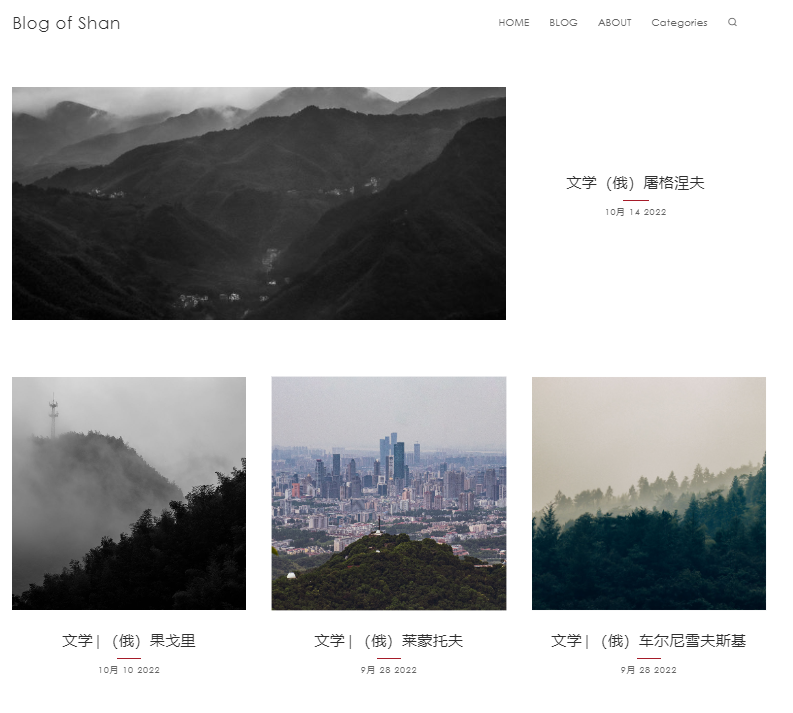 Blog of Shan
HOME BLOG ABOUT Categories
文学（俄）屠格涅夫
10月 14 2022
文学 | （俄）果戈里
10月 10 2022
文学 | （俄）莱蒙托夫
9月 28 2022
文学 | （俄）车尔尼雪夫斯基
9月 28 2022